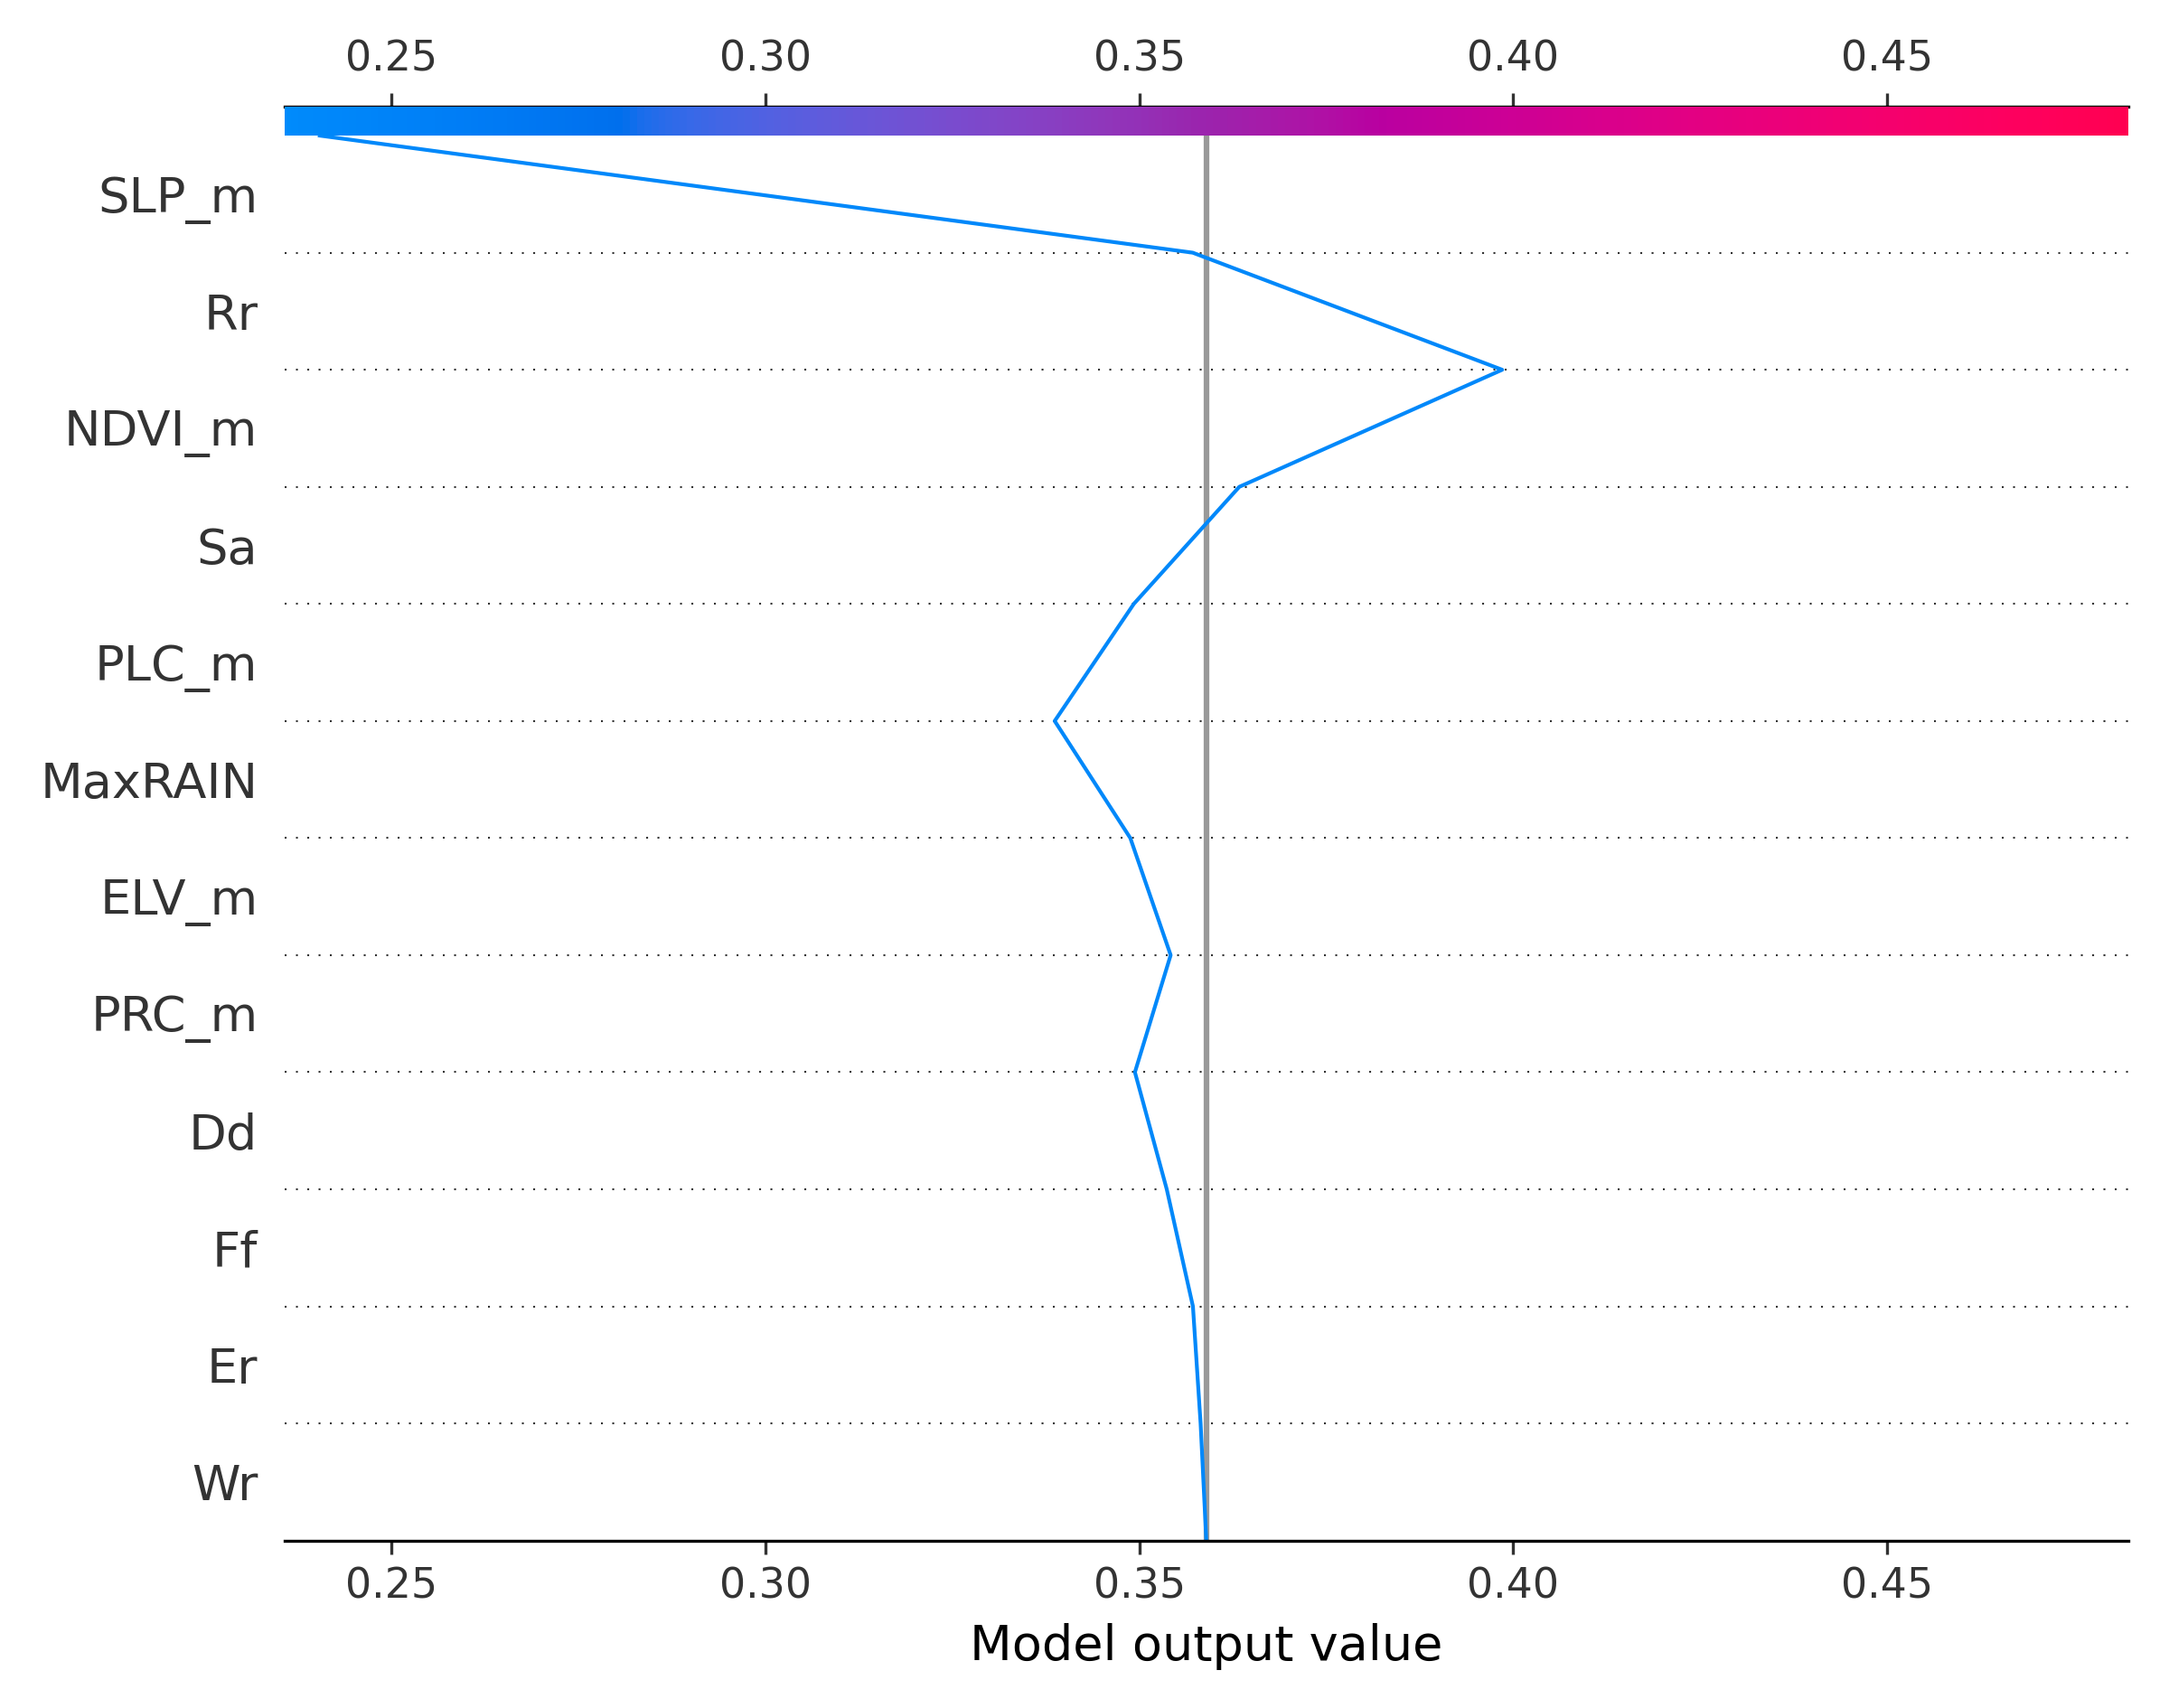 0.25 0.30 0.35 0.40 0.45
SLP_m
Rr
NDVI_m
Sa
PLC_m
MaxRAIN
ELV_m
PRC_m
Dd
Ff
Er
Wr
0.25 0.30 0.35 0.40 0.45
Model output value